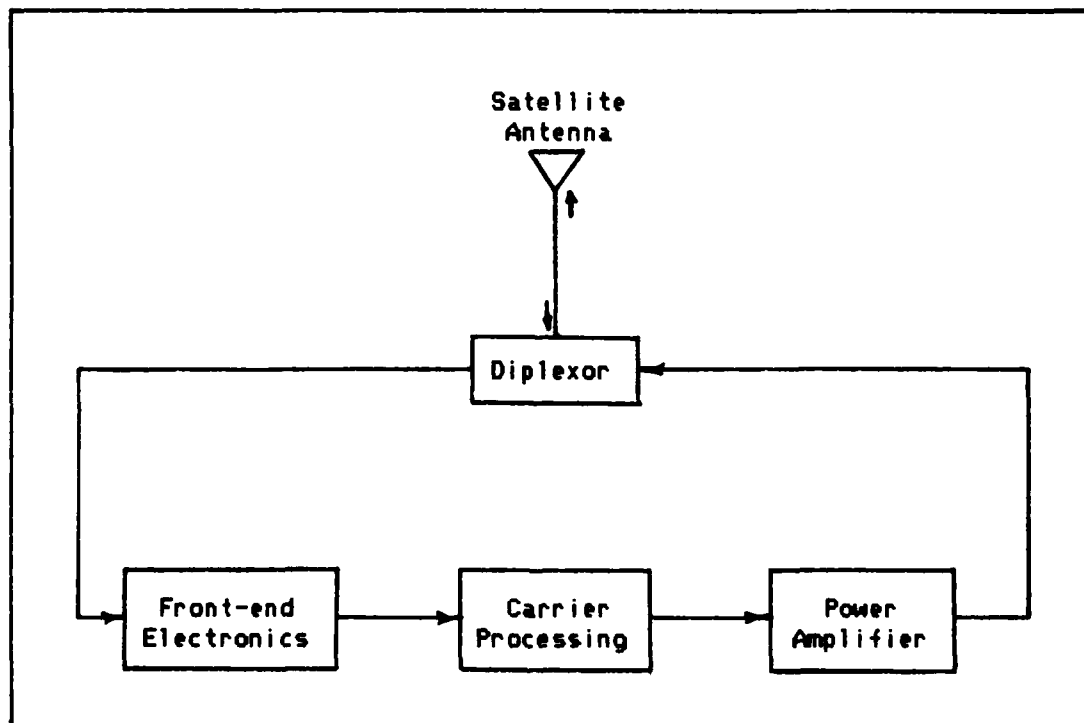 Satellite
Antenna
Diplexor
Front-end
Electronics
Carrier
Processing
Power
Amplifier